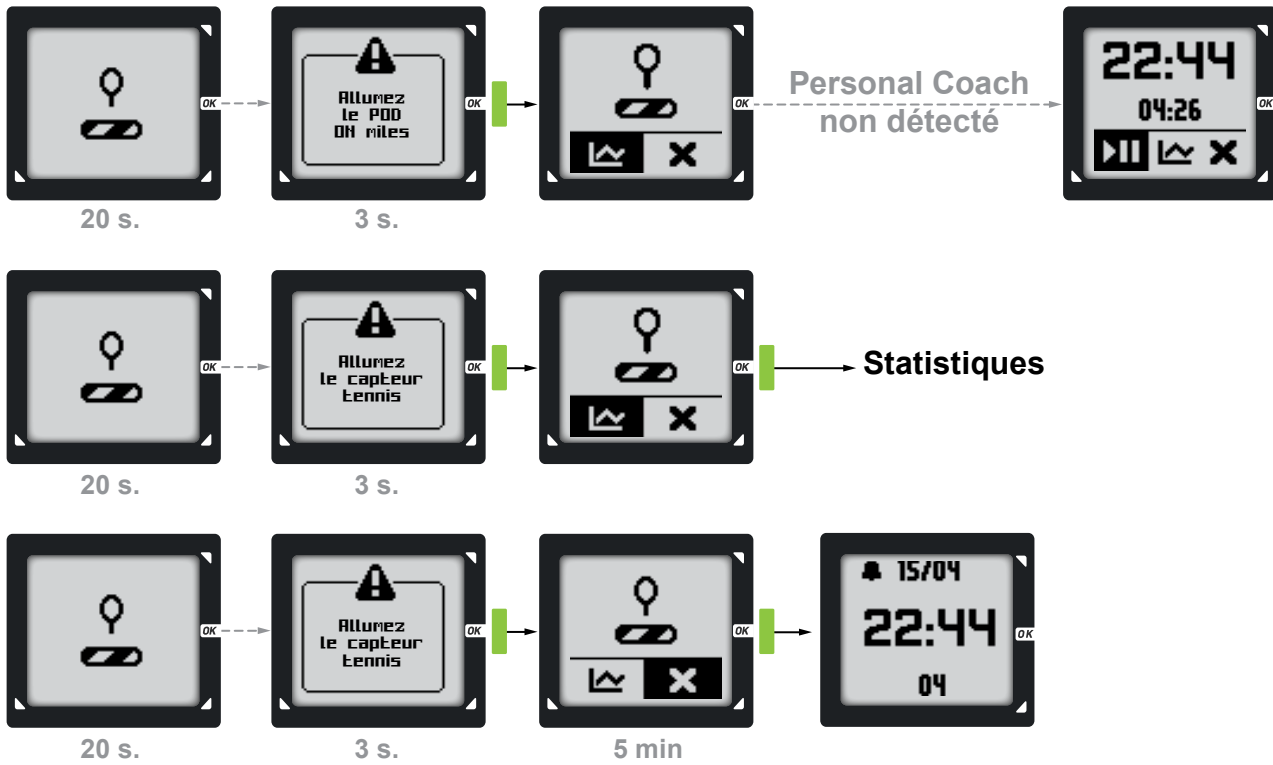 OK
Allumez
le POD
ON miles
OK
OK
Personal Coach
non détecté
22:44
04:26
OK
20 s.
3 s.
OK
Allumez
le capteur
tennis
OK
OK
Statistiques
20 s.
3 s.
OK
Allumez
le capteur
tennis
OK
OK
15/04
22:44
04
OK
20 s.
3 s.
5 min